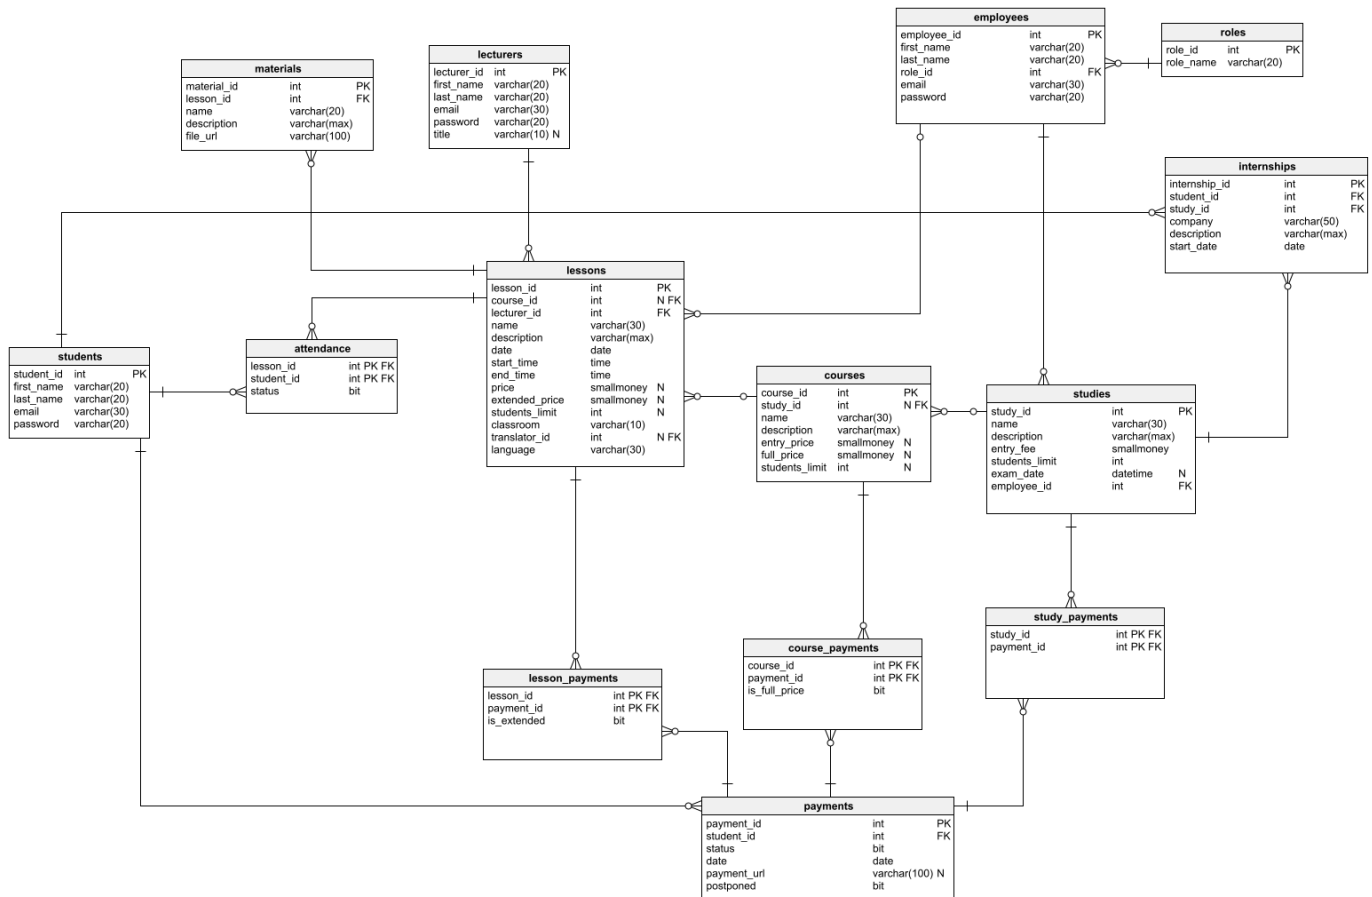 employees
employee_id int PK
first_name varchar(20)
last_name varchar(20)
role_id int FK
email varchar(30)
password varchar(20)
roles
role_id int PK
role_name varchar(20)
lecturers
lecturer_id int PK
first_name varchar(20)
last_name varchar(20)
email varchar(30)
password varchar(20)
title varchar(10) N
materials
material_id int PK
lesson_id int FK
name varchar(20)
description varchar(max)
file_url varchar(100)
internships
internship_id int PK
student_id int FK
study_id int FK
company varchar(50)
description varchar(max)
start_date date
lessons
lesson_id int PK
course_id int N FK
lecturer_id int FK
name varchar(30)
description varchar(max)
date date
start_time time
end_time time
price smallmoney N
extended_price smallmoney N
students_limit int N
classroom varchar(10)
translator_id int N FK
language varchar(30)
students
student_id int PK
first_name varchar(20)
last_name varchar(20)
email varchar(30)
password varchar(20)
attendance
lesson_id int PK FK
student_id int PK FK
status bit
courses
course_id int PK
study_id int N FK
name varchar(30)
description varchar(max)
entry_price smallmoney N
full_price smallmoney N
students_limit int N
studies
study_id int PK
name varchar(30)
description varchar(max)
entry_fee smallmoney
students_limit int
exam_date datetime N
employee_id int FK
study_payments
study_id int PK FK
payment_id int PK FK
course_payments
course_id int PK FK
payment_id int PK FK
is_full_price bit
lesson_payments
lesson_id int PK FK
payment_id int PK FK
is_extended bit
payments
payment_id int PK
student_id int FK
status bit
date date
payment_url varchar(100) N
postponed bit